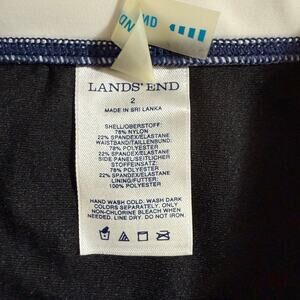 MD
LANDS' END
2
MADE IN SRI LANKA
SHELL/OBERSTOFF:
78% NYLON
22% SPANDEX/ELASTANE
WAISTBAND/TAILLENBUND:
78% POLYESTER
22% SPANDEX/ELASTANE
SIDE PANEL/SEITLICHER
STOFFEINSATZ:
78% POLYESTER
22% SPANDEX/ELASTANE
LINING/FUTTER:
100% POLYESTER
HAND WASH COLD. WASH DARK
COLORS SEPARATELY. ONLY
NON-CHLORINE BLEACH WHEN
NEEDED. LINE DRY. DO NOT IRON.